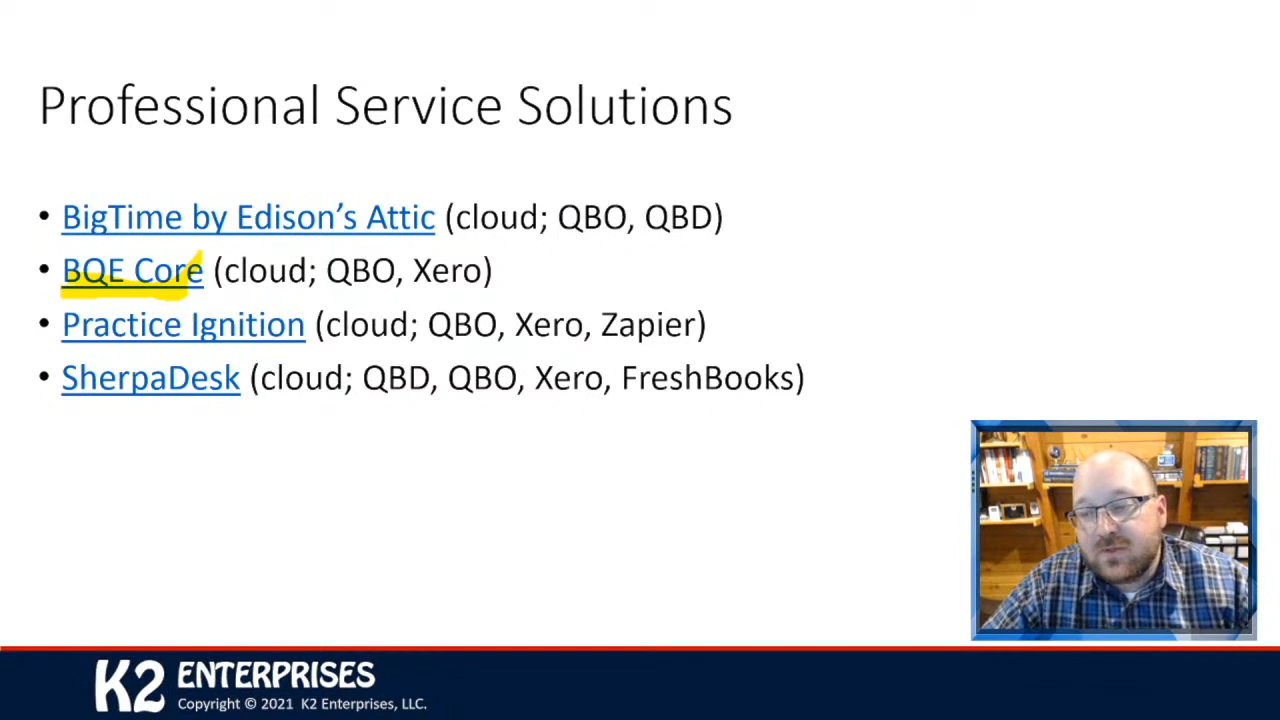 Professional Service Solutions
• BigTime by Edison's Attic (cloud; QBO, QBD)
• BQE Core (cloud; QBO, Xero)
• Practice Ignition (cloud; QBO, Xero, Zapier)
• SherpaDesk (cloud; QBD, QBO, Xero, FreshBooks)
K2 ENTERPRISES
Copyright © 2021 K2 Enterprises, LLC.